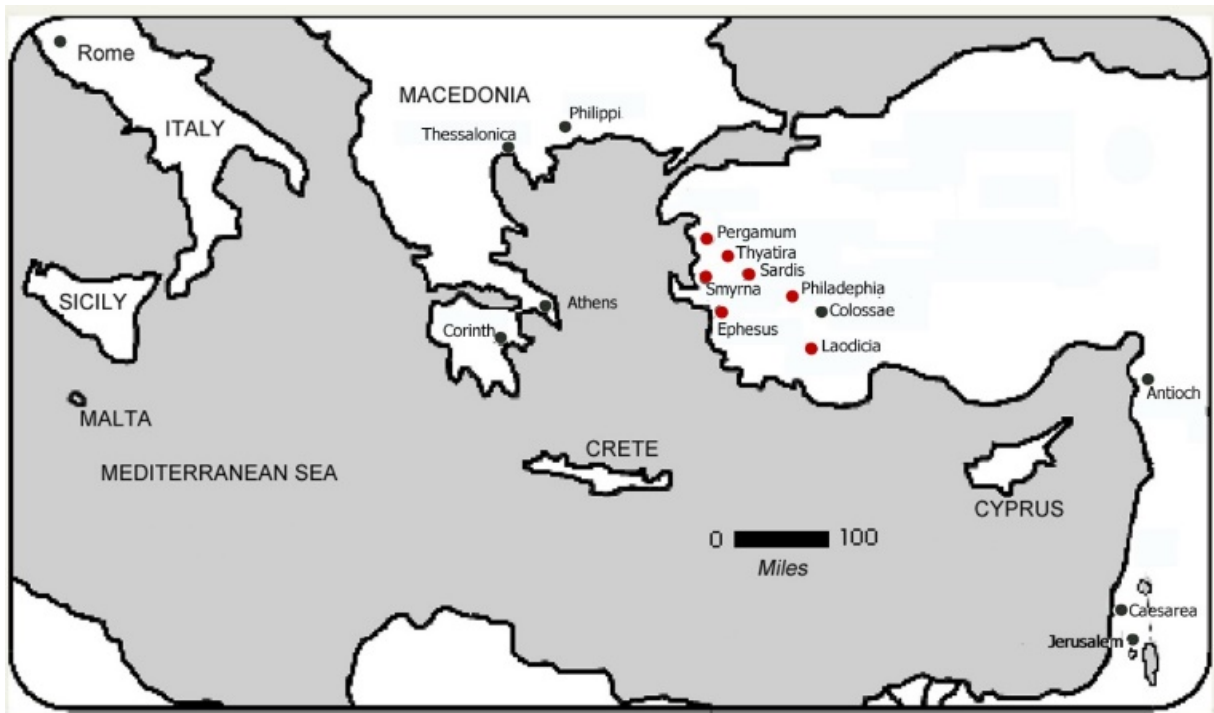 Rome
ITALY
MACEDONIA
Philippi
Thessalonica
Pergamum
Thyatira
Sardis
Smyrna
Philadephia
Colossae
Ephesus
Laodicia
SICILY
Athens
Corinth
Antioch
MALTA
MEDITERRANEAN SEA
CRETE
CYPRUS
0 100
Miles
Caesarea
Jerusalem